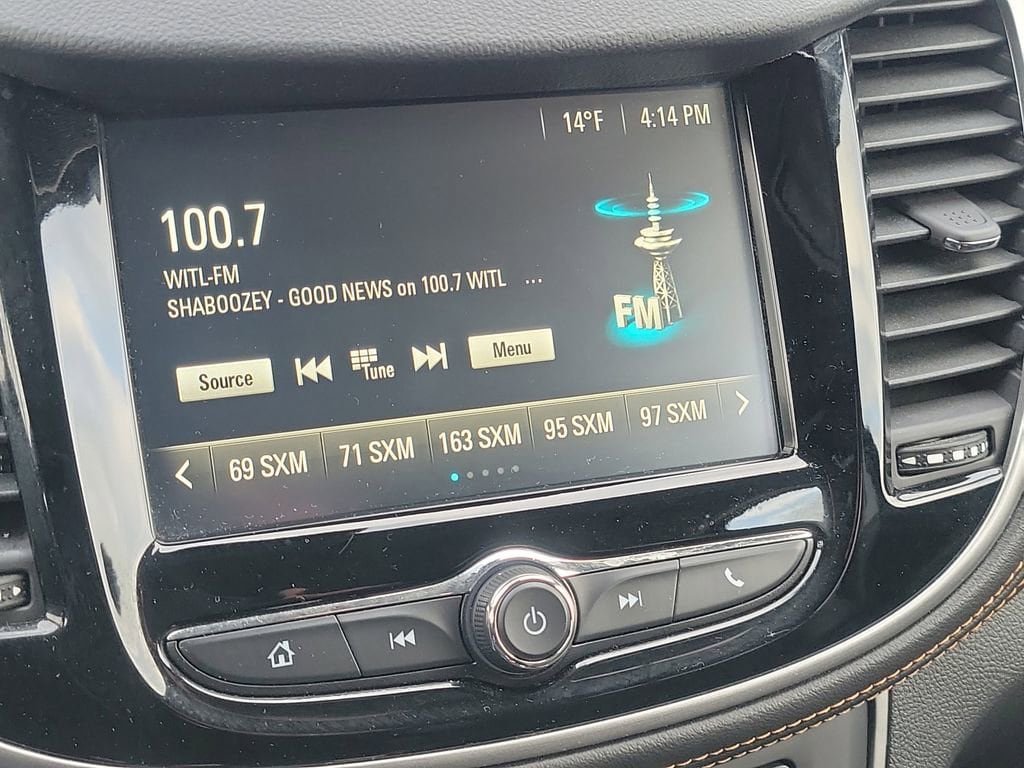 14°F 4:14 PM
100.7
WITL-FM
SHABOOZEY - GOOD NEWS on 100.7 WITL ...
FM
Source Tune Menu
69 SXM 71 SXM 163 SXM 95 SXM 97 SXM